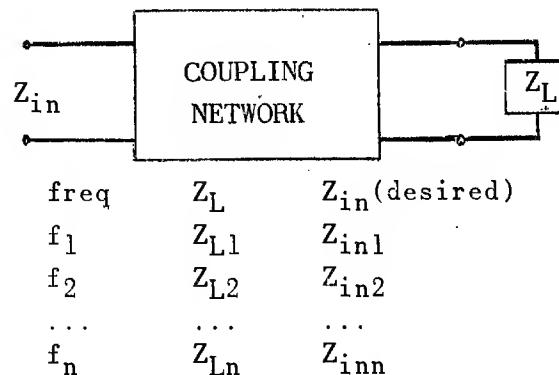 COUPLING
NETWORK
Z_in
Z_L
freq Z_L Z_in(desired)
f_1 Z_L1 Z_in1
f_2 Z_L2 Z_in2
... ... ...
f_n Z_Ln Z_inn